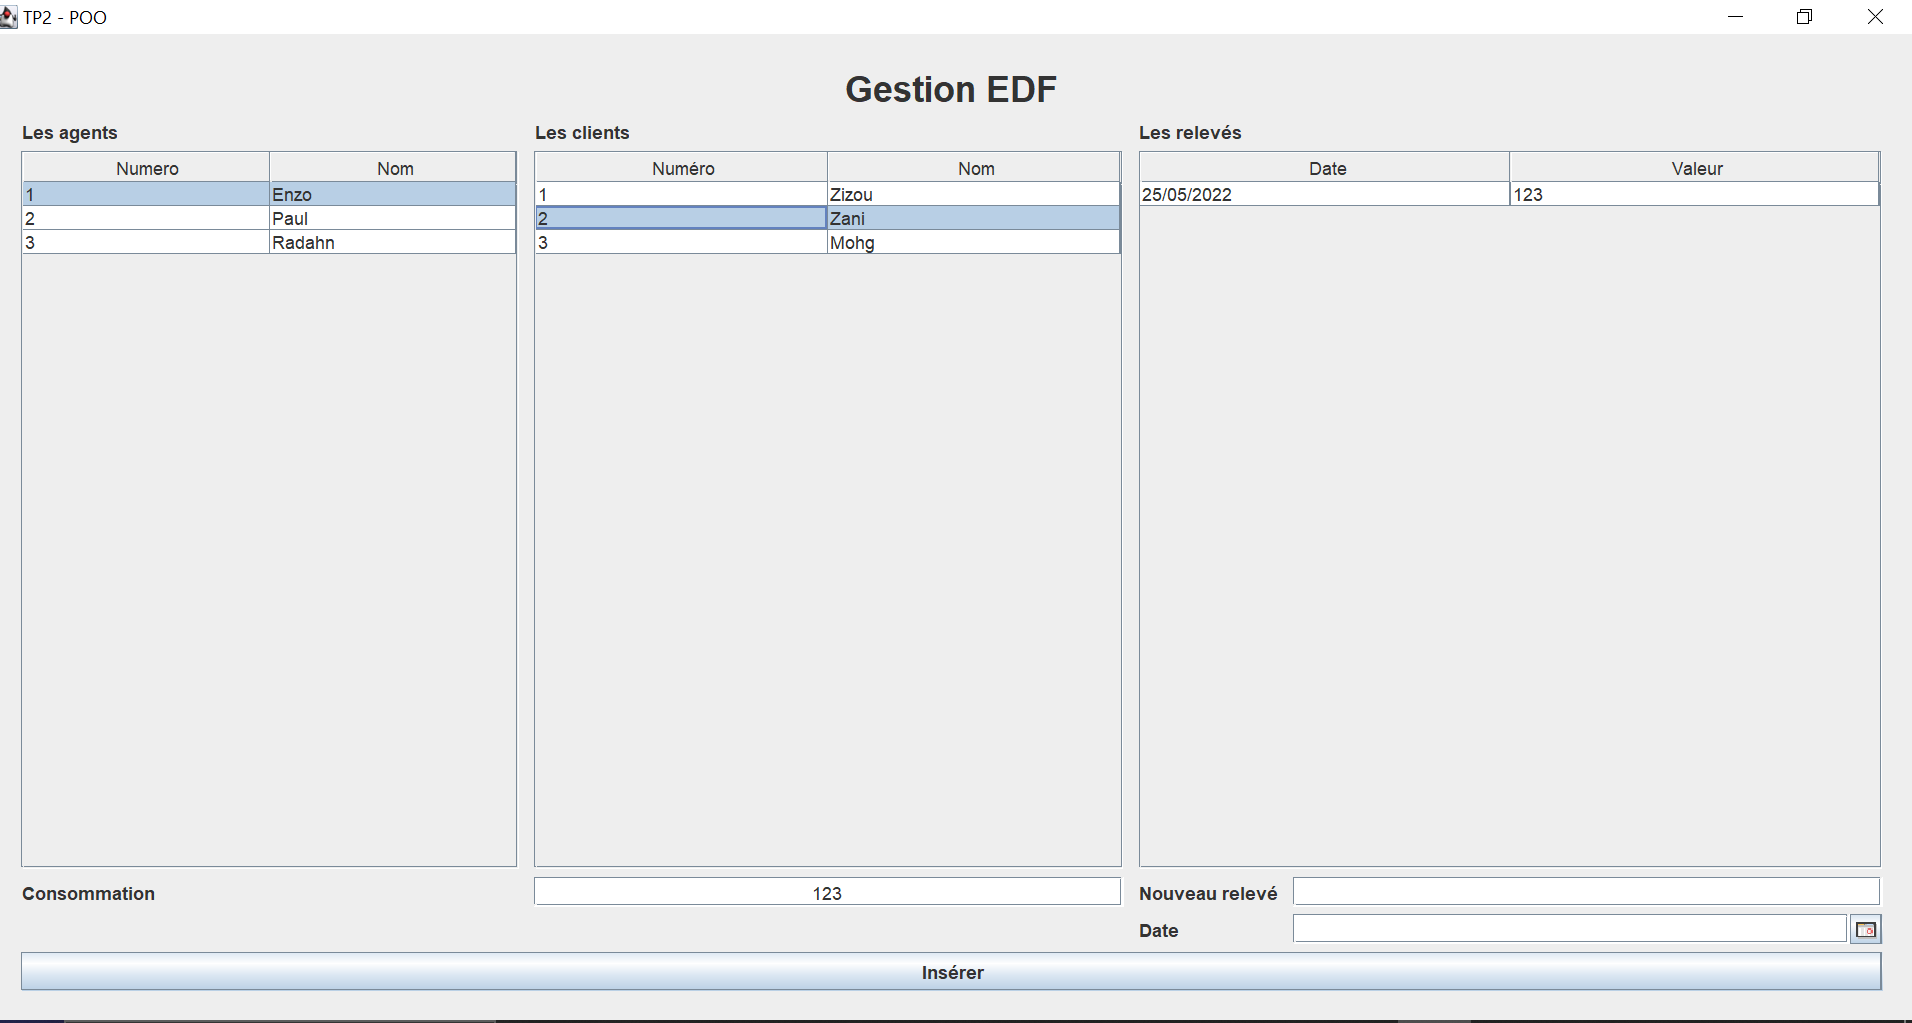 TP2 - POO
Gestion EDF
Les agents
Numero Nom
1 Enzo
2 Paul
3 Radahn
Les clients
Numéro Nom
1 Zizou
2 Zani
3 Mohg
Les relevés
Date Valeur
25/05/2022 123
Consommation 123
Nouveau relevé
Date
Insérer